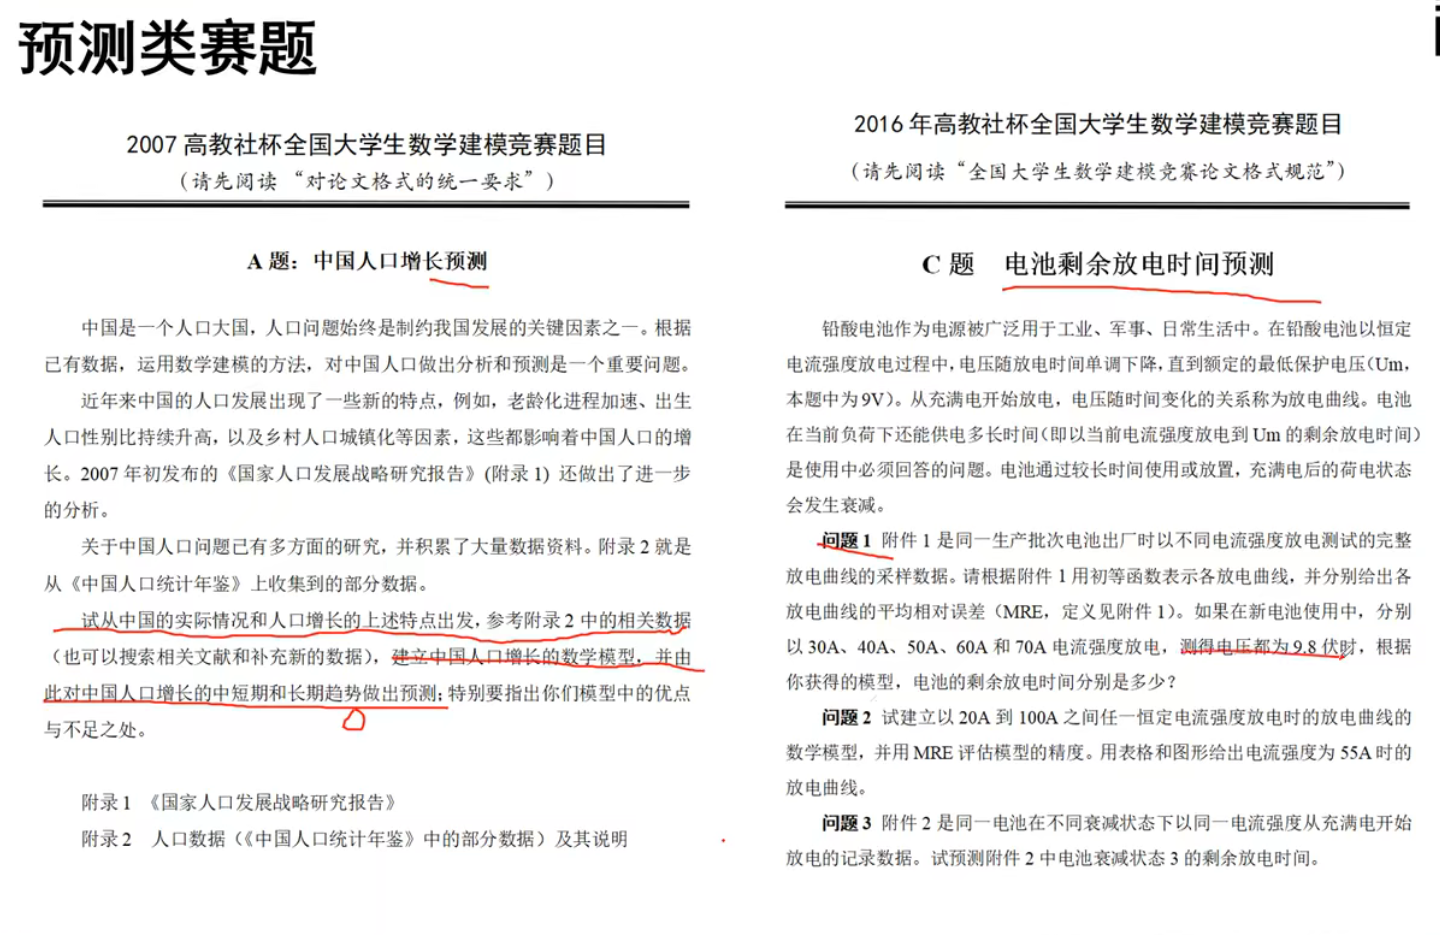 预测类赛题
2007 高教社杯全国大学生数学建模竞赛题目
（请先阅读 “对论文格式的统一要求”）
A 题：中国人口增长预测
中国是一个人口大国，人口问题始终是制约我国发展的关键因素之一。根据
已有数据，运用数学建模的方法，对中国人口做出分析和预测是一个重要问题。
近年来中国的人口发展出现了一些新的特点，例如，老龄化进程加速、出生
人口性别比持续升高，以及乡村人口城镇化等因素，这些都影响着中国人口的增
长。2007 年初发布的《国家人口发展战略研究报告》(附录 1) 还做出了进一步
的分析。
关于中国人口问题已有多方面的研究，并积累了大量数据资料。附录 2 就是
从《中国人口统计年鉴》上收集到的部分数据。
试从中国的实际情况和人口增长的上述特点出发，参考附录 2 中的相关数据
（也可以搜索相关文献和补充新的数据），建立中国人口增长的数学模型，并由
此对中国人口增长的中短期和长期趋势做出预测；特别要指出你们模型中的优点
与不足之处。
附录 1 《国家人口发展战略研究报告》
附录 2 人口数据（《中国人口统计年鉴》中的部分数据）及其说明
2016 年高教社杯全国大学生数学建模竞赛题目
（请先阅读“全国大学生数学建模竞赛论文格式规范”）
C 题 电池剩余放电时间预测
铅酸电池作为电源被广泛用于工业、军事、日常生活中。在铅酸电池以恒定
电流强度放电过程中，电压随放电时间单调下降，直到额定的最低保护电压（Um，
本题中为 9V）。从充满电开始放电，电压随时间变化的关系称为放电曲线。电池
在当前负荷下还能供电多长时间（即以当前电流强度放电到 Um 的剩余放电时间）
是使用中必须回答的问题。电池通过较长时间使用或放置，充满电后的荷电状态
会发生衰减。
问题 1 附件 1 是同一生产批次电池出厂时以不同电流强度放电测试的完整
放电曲线的采样数据。请根据附件 1 用初等函数表示各放电曲线，并分别给出各
放电曲线的平均相对误差（MRE，定义见附件 1）。如果在新电池使用中，分别
以 30A、40A、50A、60A 和 70A 电流强度放电，测得电压都为 9.8 伏时，根据
你获得的模型，电池的剩余放电时间分别是多少？
问题 2 试建立以 20A 到 100A 之间任一恒定电流强度放电时的放电曲线的
数学模型，并用 MRE 评估模型的精度。用表格和图形给出电流强度为 55A 时的
放电曲线。
问题 3 附件 2 是同一电池在不同衰减状态下以同一电流强度从充满电开始
放电的记录数据。试预测附件 2 中电池衰减状态 3 的剩余放电时间。